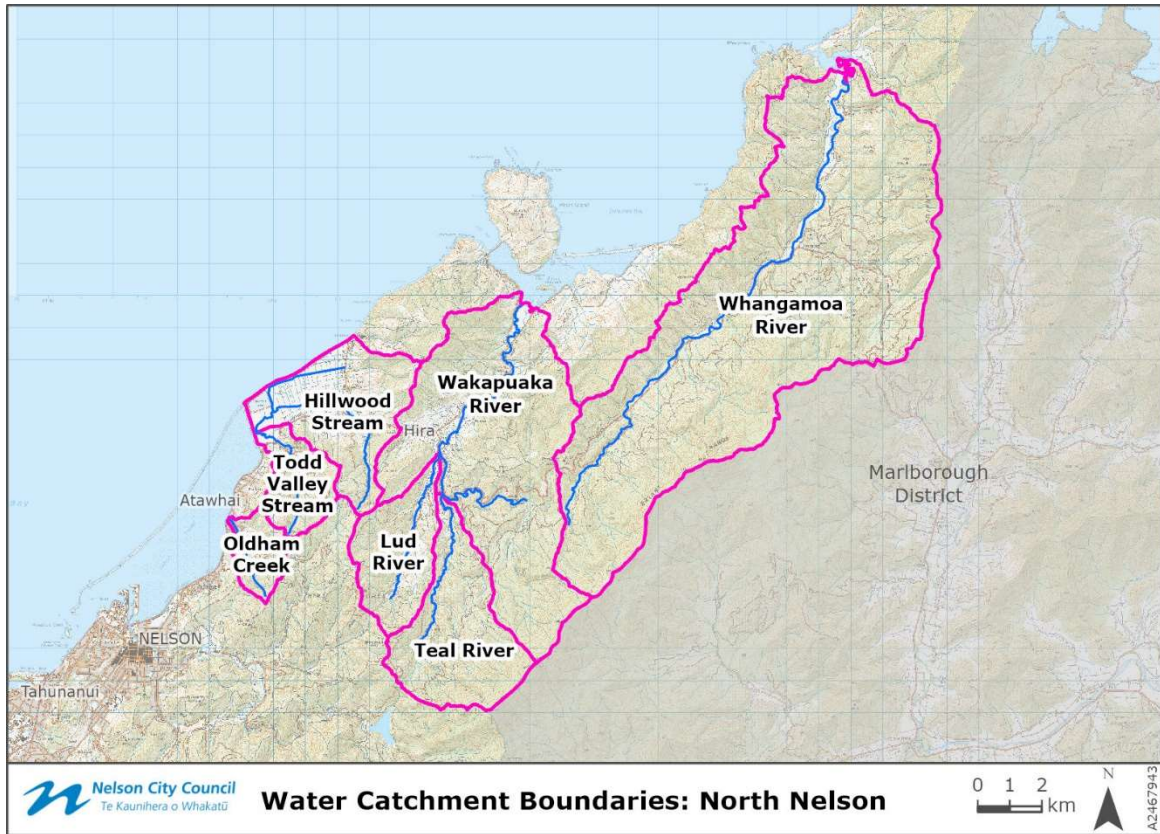 Whangamoa
River
Wakapuaka
River
Hillwood
Stream
Hira
Todd
Valley
Stream
Marlborough
District
Atawhai
Oldham
Creek
Lud
River
NELSON
Teal River
Tahunanui
Nelson City Council
Te Kaunihera o Whakatū
Water Catchment Boundaries: North Nelson
0 1 2
km
N
A2467943